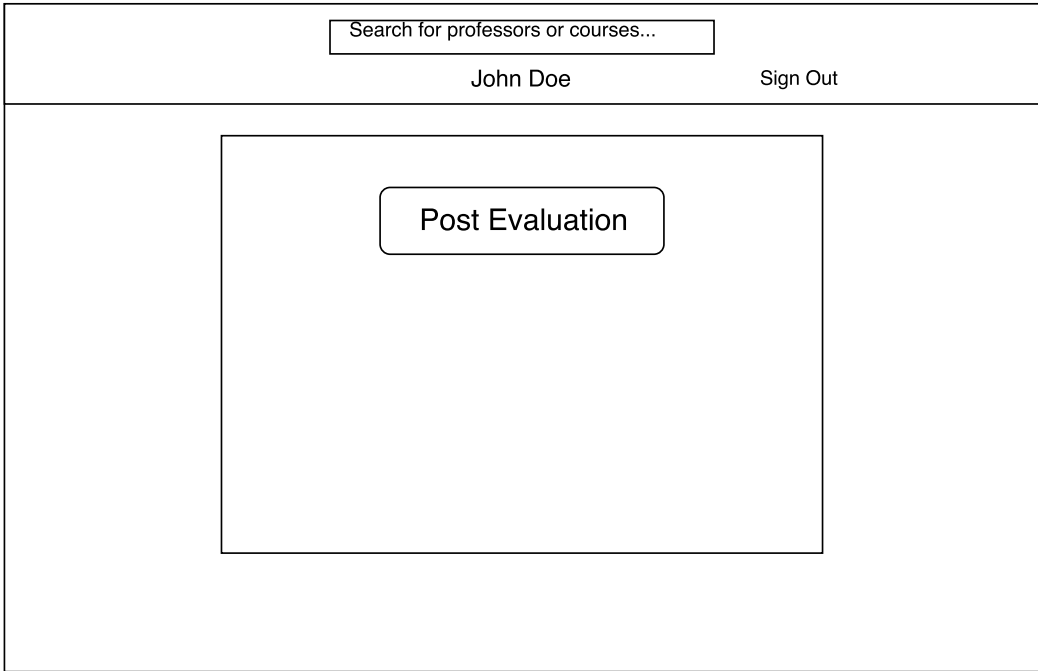 Search for professors or courses...
John Doe
Sign Out
Post Evaluation